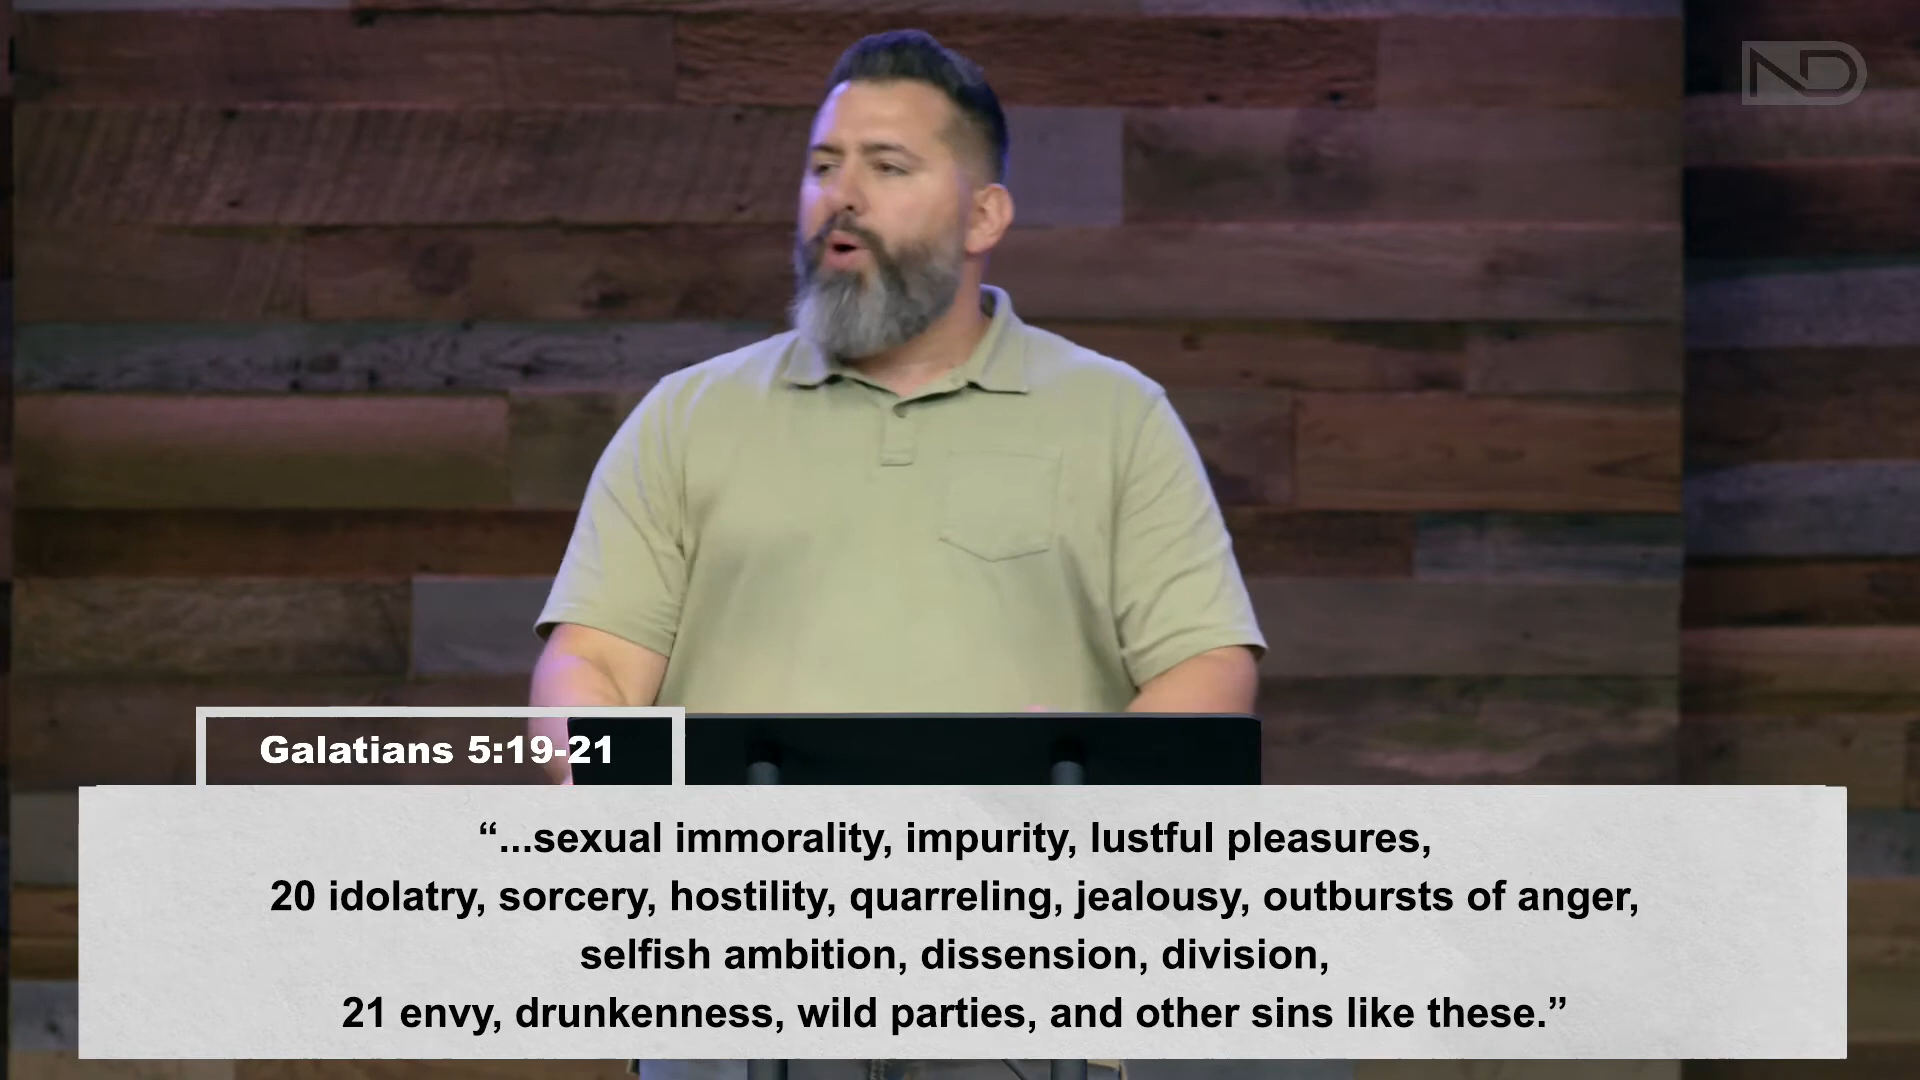 ND
Galatians 5:19-21
“...sexual immorality, impurity, lustful pleasures,
20 idolatry, sorcery, hostility, quarreling, jealousy, outbursts of anger,
selfish ambition, dissension, division,
21 envy, drunkenness, wild parties, and other sins like these.”